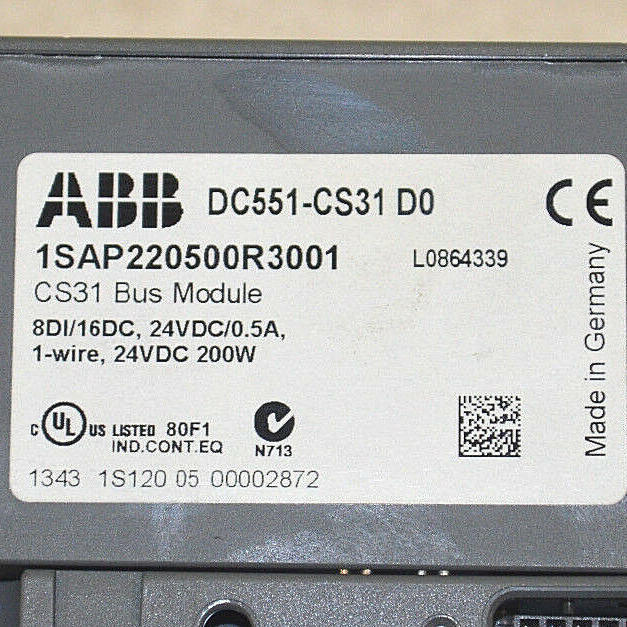 ABB DC551-CS31 D0 CE
1SAP220500R3001 L0864339
CS31 Bus Module
8DI/16DC, 24VDC/0.5A,
1-wire, 24VDC 200W
C UL US LISTED 80F1
IND.CONT.EQ
N713
1343 1S120 05 00002872
Made in Germany